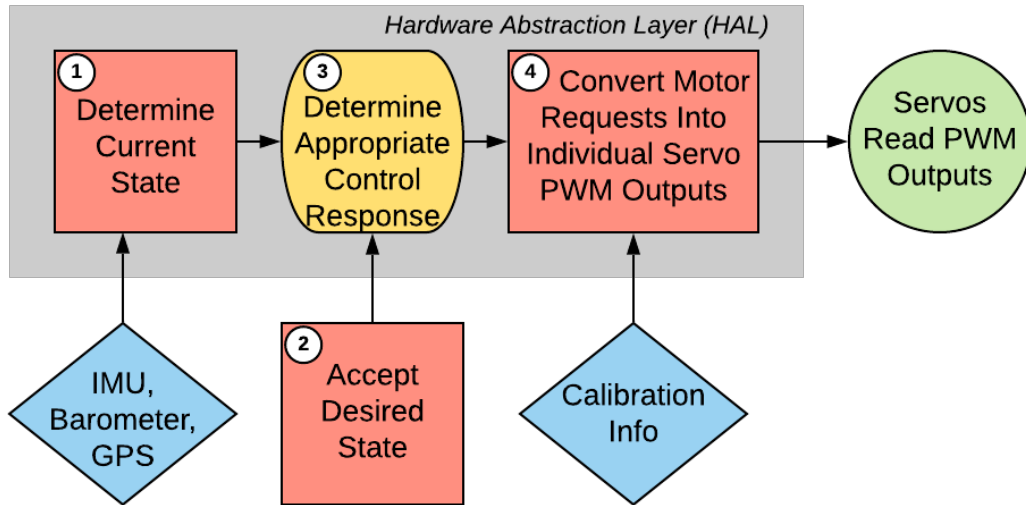 Hardware Abstraction Layer (HAL)
1
Determine
Current
State
3
Determine
Appropriate
Control
Response
4
Convert Motor
Requests Into
Individual Servo
PWM Outputs
Servos
Read PWM
Outputs
IMU,
Barometer,
GPS
2
Accept
Desired
State
Calibration
Info